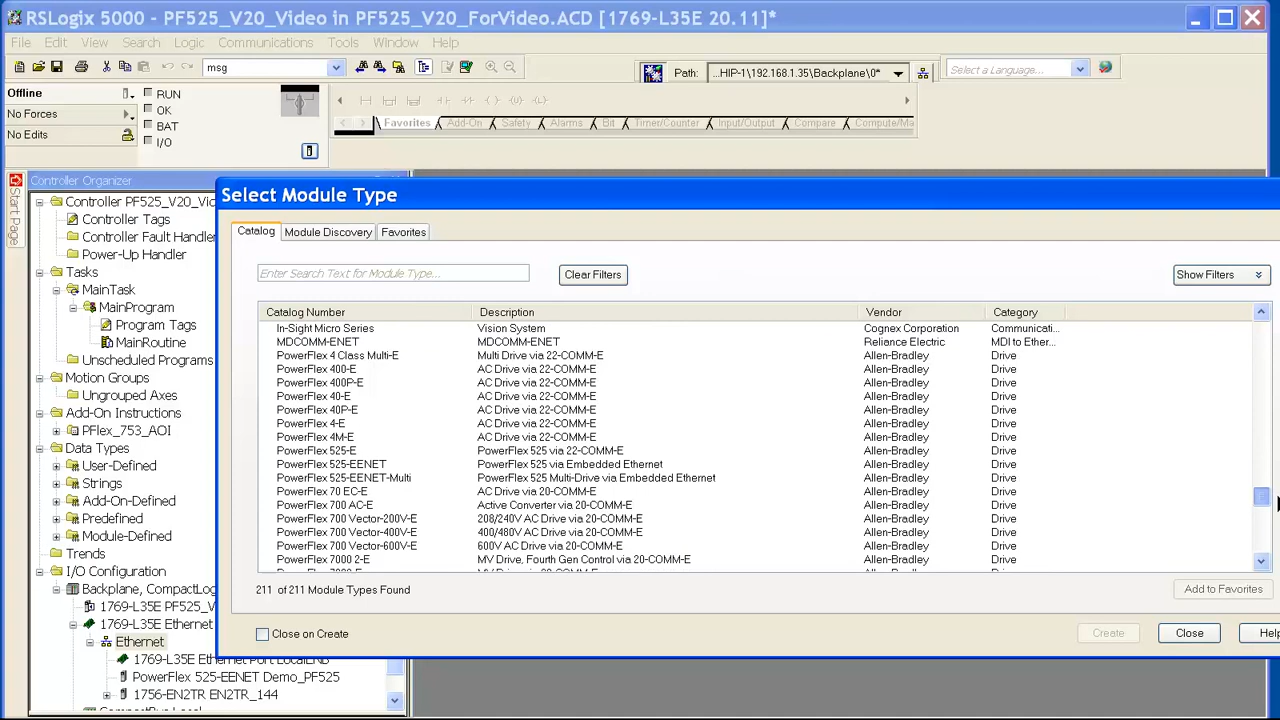 RSLogix 5000 - PF525_V20_Video in PF525_V20_ForVideo.ACD [1769-L35E 20.11]*
File Edit View Search Logic Communications Tools Window Help
msg
Path: ...HIP-1\192.168.1.35\Backplane\0*
Select a Language...
Offline
RUN
No Forces
OK
No Edits
BAT
I/O
Favorites Add-On Safety Alarms Bit Timer/Counter Input/Output Compare Compute/Ma
Start Page
Controller Organizer
Controller PF525_V20_Vid
Controller Tags
Controller Fault Handler
Power-Up Handler
Tasks
MainTask
MainProgram
Program Tags
MainRoutine
Unscheduled Programs
Motion Groups
Ungrouped Axes
Add-On Instructions
PFlex_753_AOI
Data Types
User-Defined
Strings
Add-On-Defined
Predefined
Module-Defined
Trends
I/O Configuration
Backplane, CompactLog
1769-L35E PF525_V
1769-L35E Ethernet
Ethernet
1769-L35E Ethernet Port LocalENB
PowerFlex 525-EENET Demo_PF525
1756-EN2TR EN2TR_144
Select Module Type
Catalog Module Discovery Favorites
Enter Search Text for Module Type...
Clear Filters
Show Filters
Catalog Number Description Vendor Category
In-Sight Micro Series Vision System Cognex Corporation Communicati...
MDCOMM-ENET MDCOMM-ENET Reliance Electric MDI to Ether...
PowerFlex 4 Class Multi-E Multi Drive via 22-COMM-E Allen-Bradley Drive
PowerFlex 400-E AC Drive via 22-COMM-E Allen-Bradley Drive
PowerFlex 400P-E AC Drive via 22-COMM-E Allen-Bradley Drive
PowerFlex 40-E AC Drive via 22-COMM-E Allen-Bradley Drive
PowerFlex 40P-E AC Drive via 22-COMM-E Allen-Bradley Drive
PowerFlex 4-E AC Drive via 22-COMM-E Allen-Bradley Drive
PowerFlex 4M-E AC Drive via 22-COMM-E Allen-Bradley Drive
PowerFlex 525-E PowerFlex 525 via 22-COMM-E Allen-Bradley Drive
PowerFlex 525-EENET PowerFlex 525 via Embedded Ethernet Allen-Bradley Drive
PowerFlex 525-EENET-Multi PowerFlex 525 Multi-Drive via Embedded Ethernet Allen-Bradley Drive
PowerFlex 70 EC-E AC Drive via 20-COMM-E Allen-Bradley Drive
PowerFlex 700 AC-E Active Converter via 20-COMM-E Allen-Bradley Drive
PowerFlex 700 Vector-200V-E 208/240V AC Drive via 20-COMM-E Allen-Bradley Drive
PowerFlex 700 Vector-400V-E 400/480V AC Drive via 20-COMM-E Allen-Bradley Drive
PowerFlex 700 Vector-600V-E 600V AC Drive via 20-COMM-E Allen-Bradley Drive
PowerFlex 7000 2-E MV Drive, Fourth Gen Control via 20-COMM-E Allen-Bradley Drive
211 of 211 Module Types Found
Add to Favorites
Close on Create
Create Close Help